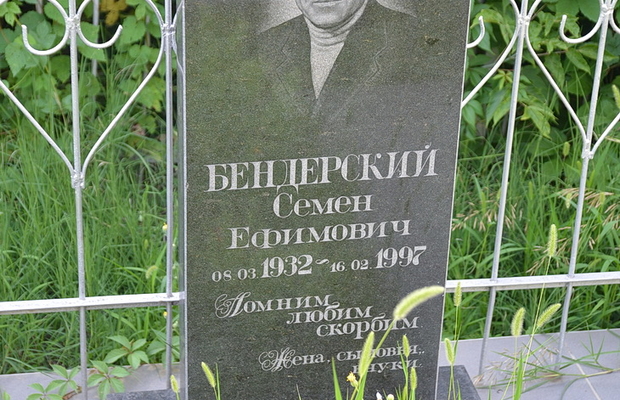 БЕНДЕРСКИЙ
Семен
Ефимович
08.03.1932~16.02.1997
Помним,
любим,
скорбим.
Жена, сыновья,
внуки.